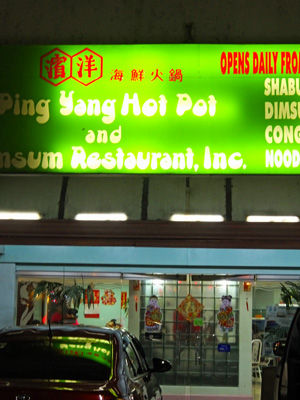 濱洋
海鮮火鍋
Ping Yang Hot Pot
and
msum Restaurant, Inc.
OPENS DAILY FRO
SHABU
DIMSU
CONG
NOOD